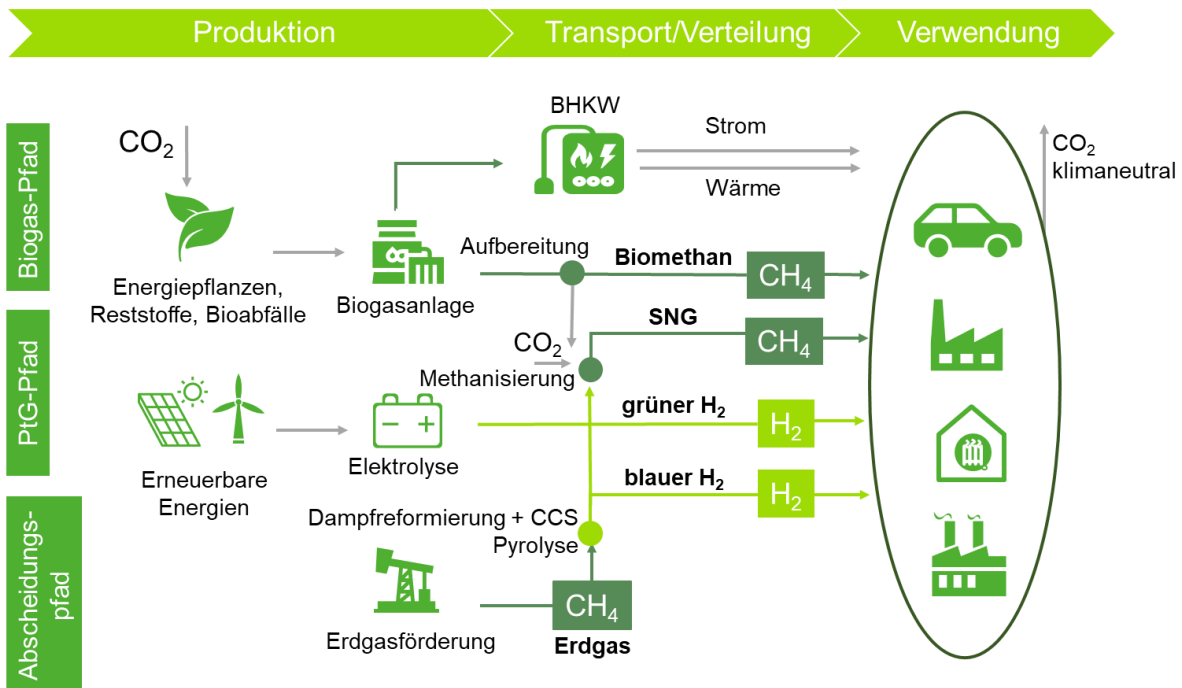 Produktion
Transport/Verteilung
Verwendung
Biogas-Pfad
CO₂
Energiepflanzen,
Reststoffe, Bioabfälle
Biogasanlage
BHKW
Strom
Wärme
Aufbereitung
Biomethan
CH₄
CO₂
klimaneutral
PtG-Pfad
Erneuerbare
Energien
Elektrolyse
CO₂
Methanisierung
SNG
CH₄
grüner H₂
H₂
blauer H₂
H₂
Abscheidungs-
pfad
Dampfreformierung + CCS
Pyrolyse
Erdgasförderung
CH₄
Erdgas